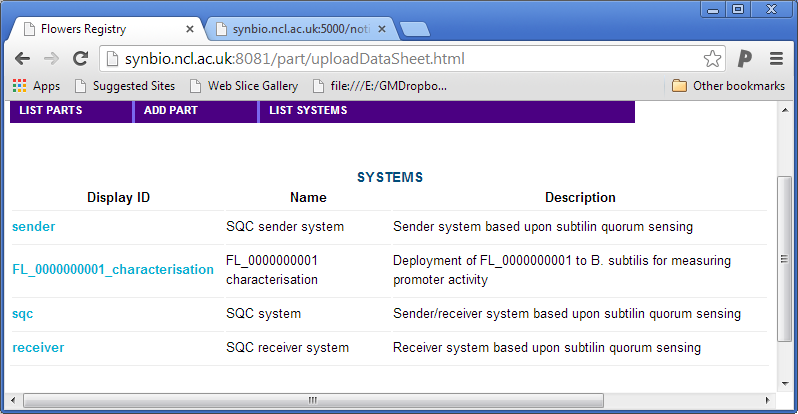 Flowers Registry
synbio.ncl.ac.uk:5000/noti
synbio.ncl.ac.uk:8081/part/uploadDataSheet.html
Apps
Suggested Sites
Web Slice Gallery
file:///E:/GMDropbo...
Other bookmarks
LIST PARTS
ADD PART
LIST SYSTEMS
SYSTEMS
Display ID
Name
Description
sender
SQC sender system
Sender system based upon subtilin quorum sensing
FL_0000000001_characterisation
FL_0000000001
characterisation
Deployment of FL_0000000001 to B. subtilis for measuring
promoter activity
sqc
SQC system
Sender/receiver system based upon subtilin quorum sensing
receiver
SQC receiver system
Receiver system based upon subtilin quorum sensing